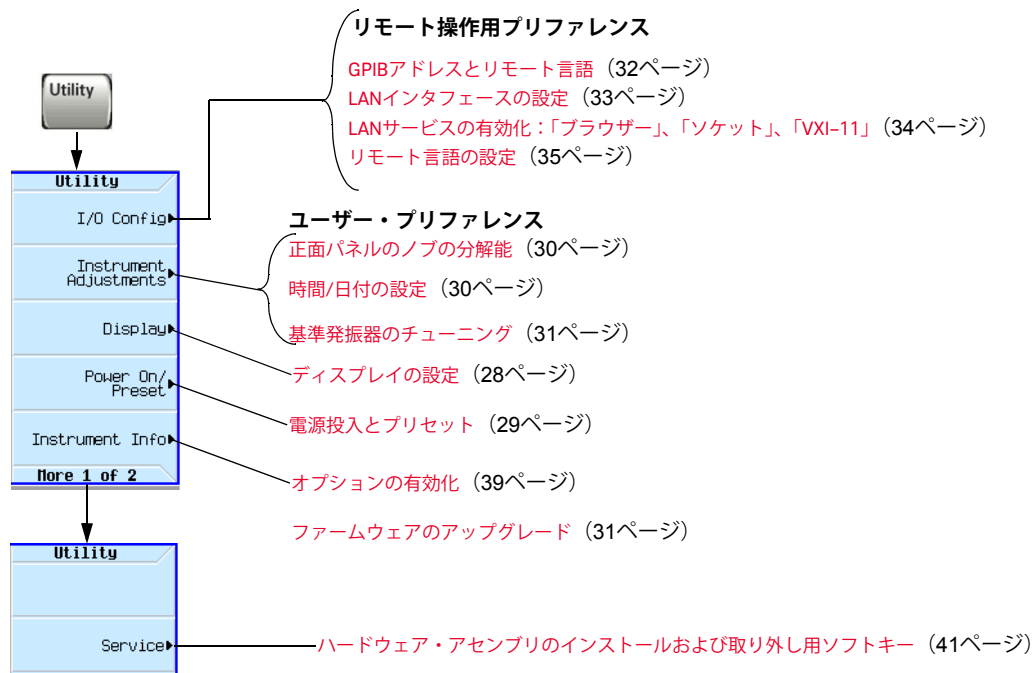 リモート操作用プリファレンス
GPIBアドレスとリモート言語（32ページ）
LANインタフェースの設定（33ページ）
LANサービスの有効化：「ブラウザー」、「ソケット」、「VXI-11」（34ページ）
リモート言語の設定（35ページ）
Utility
Utility
I/O Config
ユーザー・プリファレンス
正面パネルのノブの分解能（30ページ）
Instrument
Adjustments
時間/日付の設定（30ページ）
Display
基準発振器のチューニング（31ページ）
ディスプレイの設定（28ページ）
Power On/
Preset
電源投入とプリセット（29ページ）
Instrument Info
More 1 of 2
オプションの有効化（39ページ）
ファームウェアのアップグレード（31ページ）
Utility
Service
ハードウェア・アセンブリのインストールおよび取り外し用ソフトキー（41ページ）